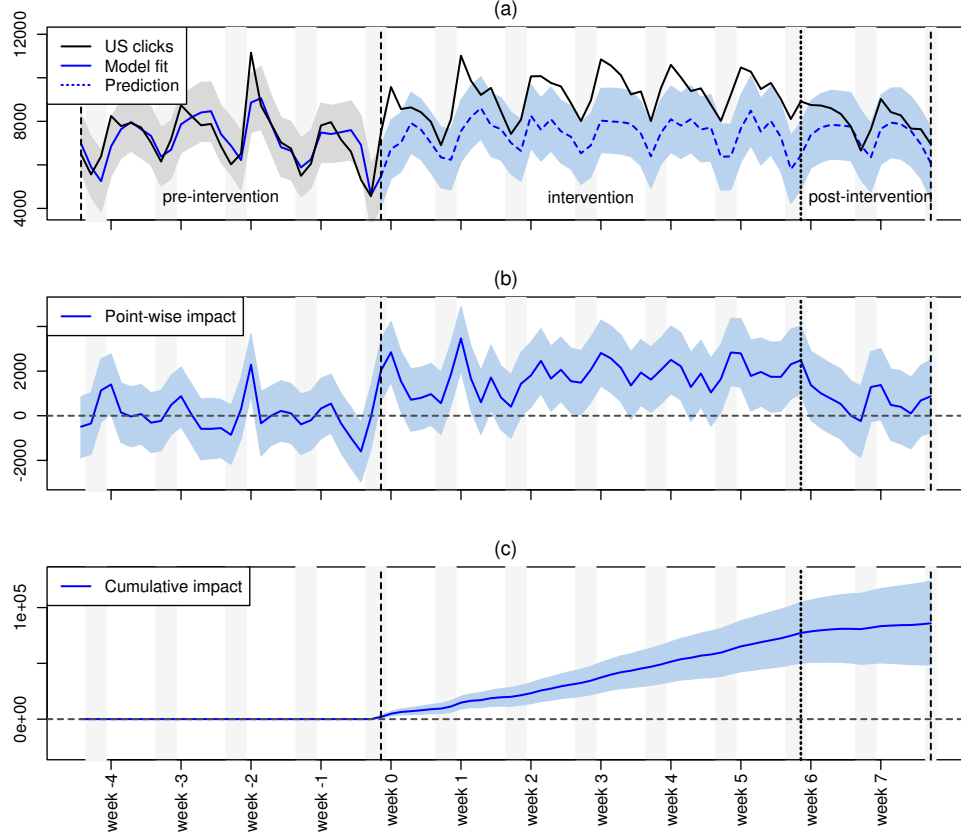 (a)
12000
8000
6000
4000
US clicks
Model fit
Prediction
pre-intervention
intervention
post-intervention
(b)
2000
0
-2000
Point-wise impact
(c)
1e+05
0e+00
Cumulative impact
week -4
week -3
week -2
week -1
week 0
week 1
week 2
week 3
week 4
week 5
week 6
week 7